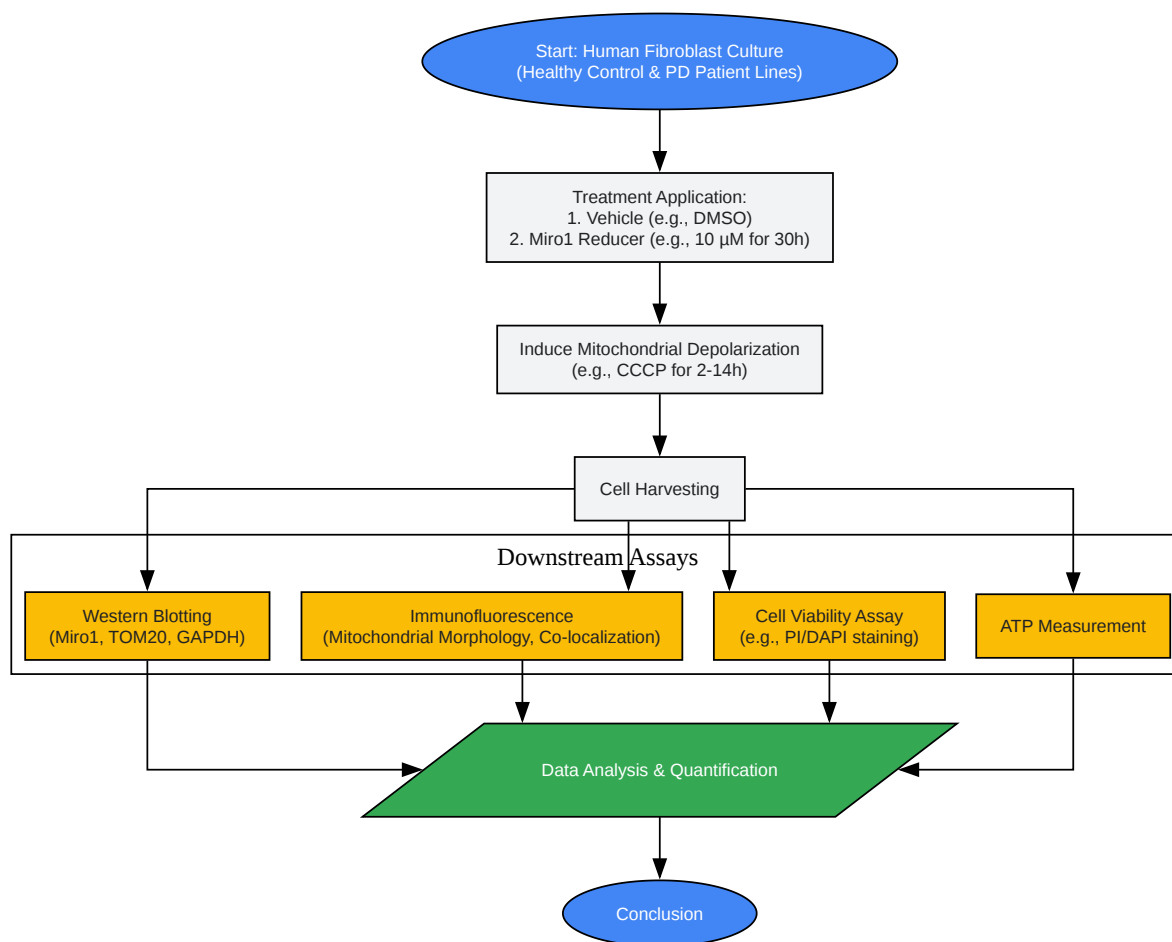 Start: Human Fibroblast Culture
(Healthy Control & PD Patient Lines)
Treatment Application:
1. Vehicle (e.g., DMSO)
2. Miro1 Reducer (e.g., 10 µM for 30h)
Induce Mitochondrial Depolarization
(e.g., CCCP for 2-14h)
Cell Harvesting
Downstream Assays
Western Blotting
(Miro1, TOM20, GAPDH)
Immunofluorescence
(Mitochondrial Morphology, Co-localization)
Cell Viability Assay
(e.g., PI/DAPI staining)
ATP Measurement
Data Analysis & Quantification
Conclusion